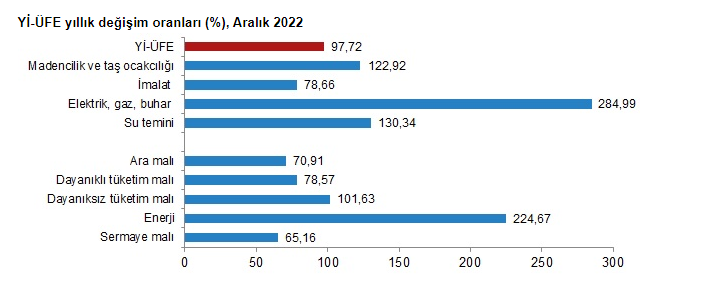 Yİ-ÜFE yıllık değişim oranları (%), Aralık 2022
Yİ-ÜFE 97,72
Madencilik ve taş ocakcılığı 122,92
İmalat 78,66
Elektrik, gaz, buhar 284,99
Su temini 130,34
Ara malı 70,91
Dayanıklı tüketim malı 78,57
Dayanıksız tüketim malı 101,63
Enerji 224,67
Sermaye malı 65,16
0 50 100 150 200 250 300